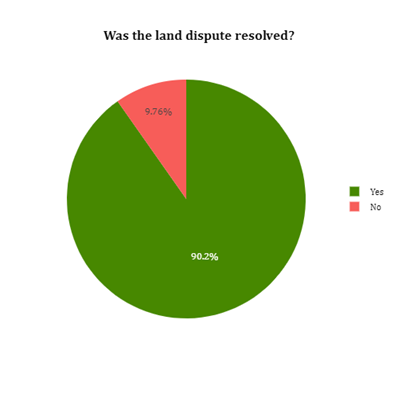 Was the land dispute resolved?
9.76%
90.2%
Yes
No